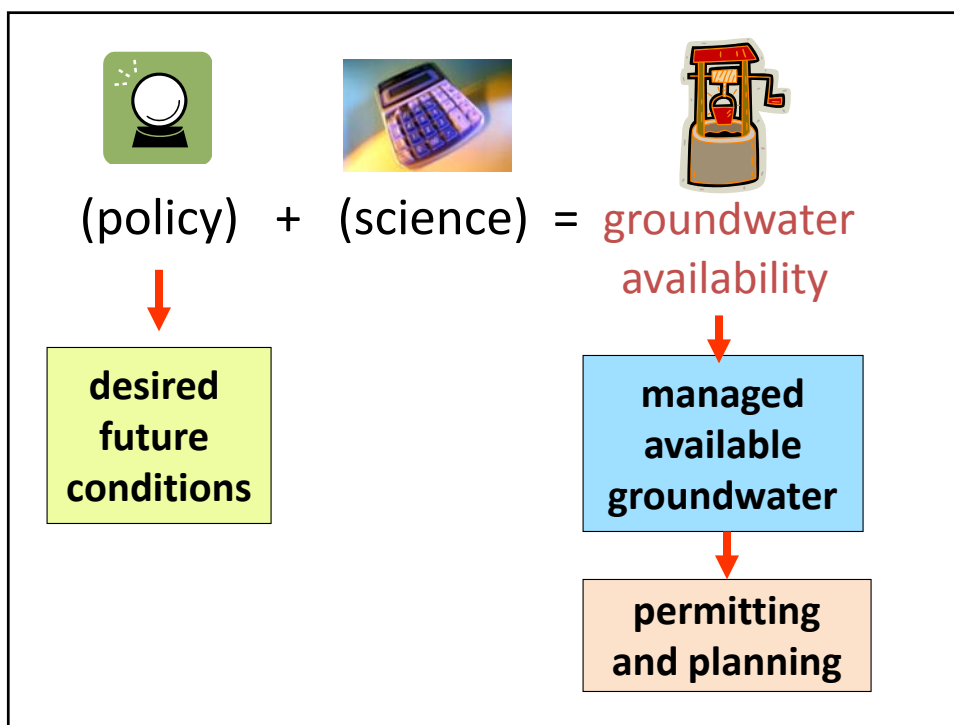 (policy) + (science) = groundwater
availability
desired
future
conditions
managed
available
groundwater
permitting
and planning